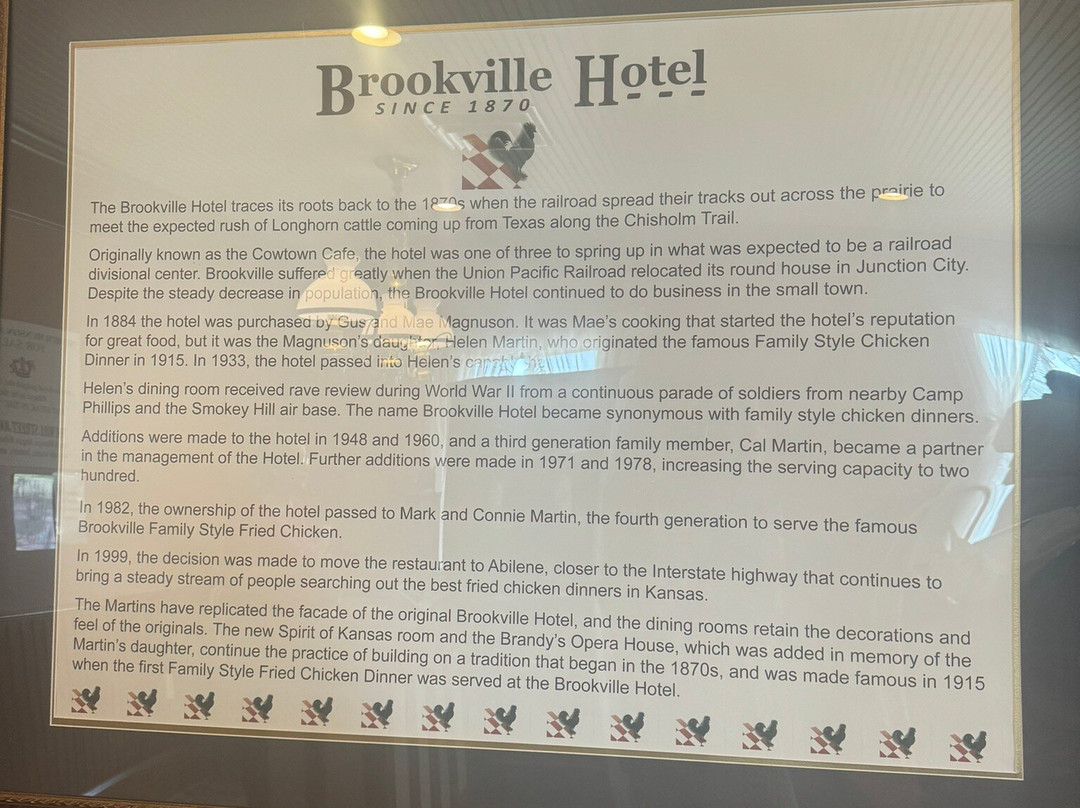 Brookville Hotel
SINCE 1870
The Brookville Hotel traces its roots back to the 1870s when the railroad spread their tracks out across the prairie to
meet the expected rush of Longhorn cattle coming up from Texas along the Chisholm Trail.
Originally known as the Cowtown Cafe, the hotel was one of three to spring up in what was expected to be a railroad
divisional center. Brookville suffered greatly when the Union Pacific Railroad relocated its round house in Junction City.
Despite the steady decrease in population, the Brookville Hotel continued to do business in the small town.
In 1884 the hotel was purchased by Gus and Mae Magnuson. It was Mae's cooking that started the hotel's reputation
for great food, but it was the Magnuson's daughter, Helen Martin, who originated the famous Family Style Chicken
Dinner in 1915. In 1933, the hotel passed into Helen's
Helen's dining room received rave review during World War II from a continuous parade of soldiers from nearby Camp
Phillips and the Smokey Hill air base. The name Brookville Hotel became synonymous with family style chicken dinners.
Additions were made to the hotel in 1948 and 1960, and a third generation family member, Cal Martin, became a partner
in the management of the Hotel. Further additions were made in 1971 and 1978, increasing the serving capacity to two
hundred.
In 1982, the ownership of the hotel passed to Mark and Connie Martin, the fourth generation to serve the famous
Brookville Family Style Fried Chicken.
In 1999, the decision was made to move the restaurant to Abilene, closer to the Interstate highway that continues to
bring a steady stream of people searching out the best fried chicken dinners in Kansas.
The Martins have replicated the facade of the original Brookville Hotel, and the dining rooms retain the decorations and
feel of the originals. The new Spirit of Kansas room and the Brandy's Opera House, which was added in memory of the
Martin's daughter, continue the practice of building on a tradition that began in the 1870s, and was made famous in 1915
when the first Family Style Fried Chicken Dinner was served at the Brookville Hotel.